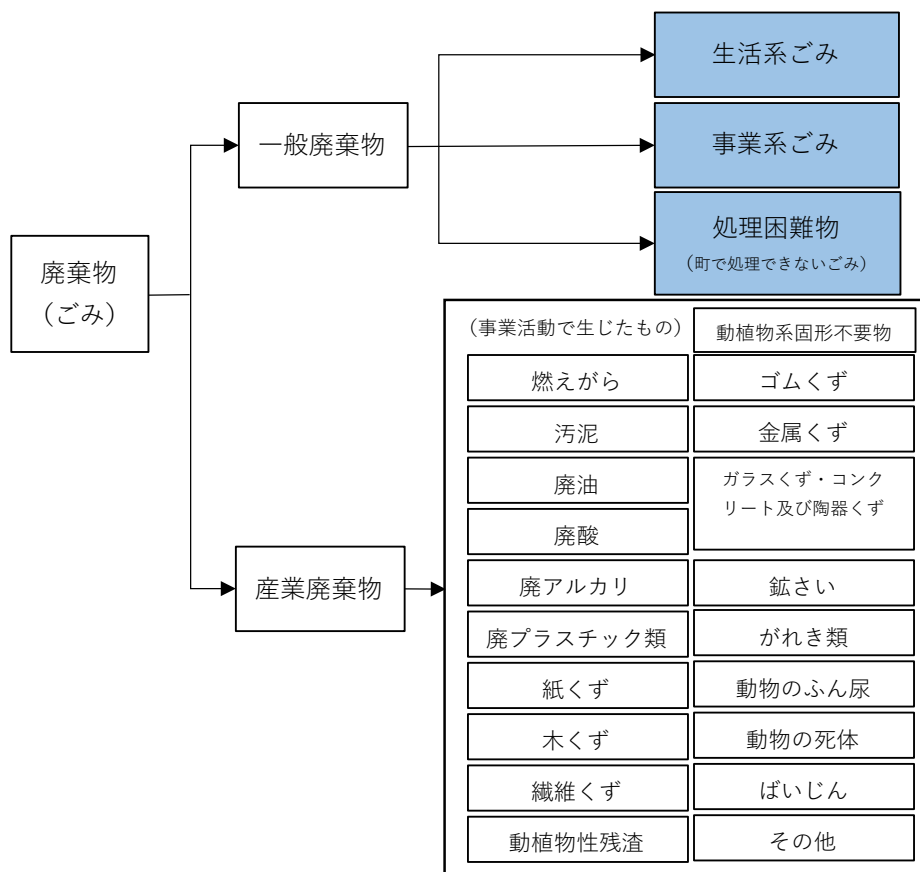 廃棄物
(ごみ)
一般廃棄物
生活系ごみ
事業系ごみ
処理困難物
(町で処理できないごみ)
産業廃棄物
(事業活動で生じたもの)
燃えがら
汚泥
廃油
廃酸
廃アルカリ
廃プラスチック類
紙くず
木くず
繊維くず
動植物性残渣
動植物系固形不要物
ゴムくず
金属くず
ガラスくず・コンク
リート及び陶器くず
鉱さい
がれき類
動物のふん尿
動物の死体
ばいじん
その他